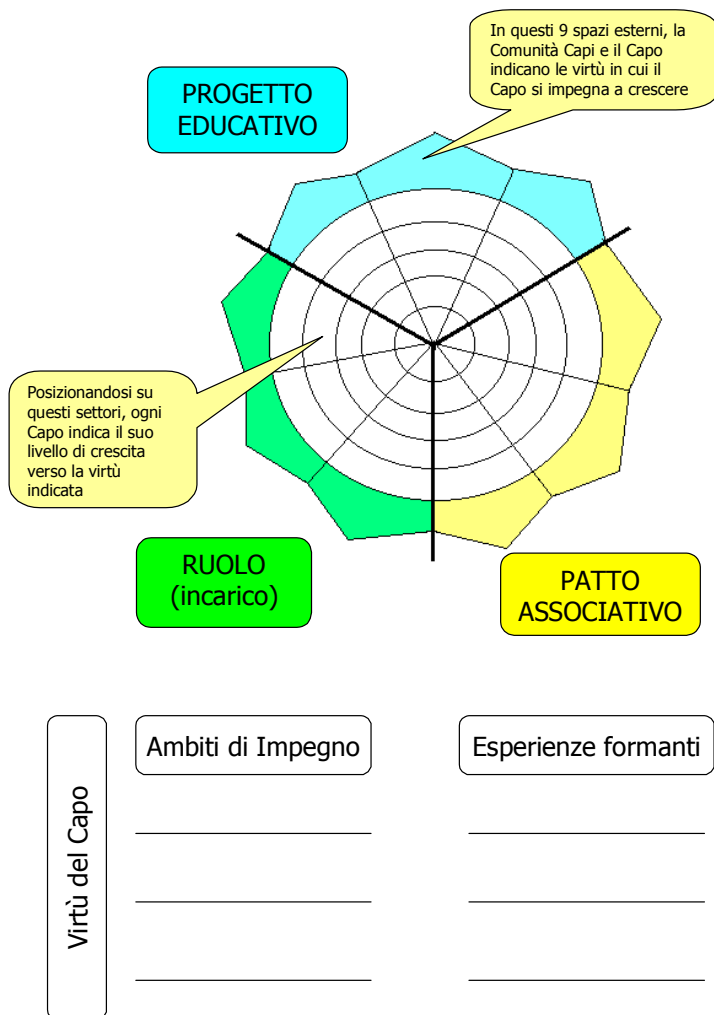 In questi 9 spazi esterni, la
Comunità Capi e il Capo
indicano le virtù in cui il
Capo si impegna a crescere
PROGETTO
EDUCATIVO
Posizionandosi su
questi settori, ogni
Capo indica il suo
livello di crescita
verso la virtù
indicata
RUOLO
(incarico)
PATTO
ASSOCIATIVO
Virtù del Capo
Ambiti di Impegno
Esperienze formanti